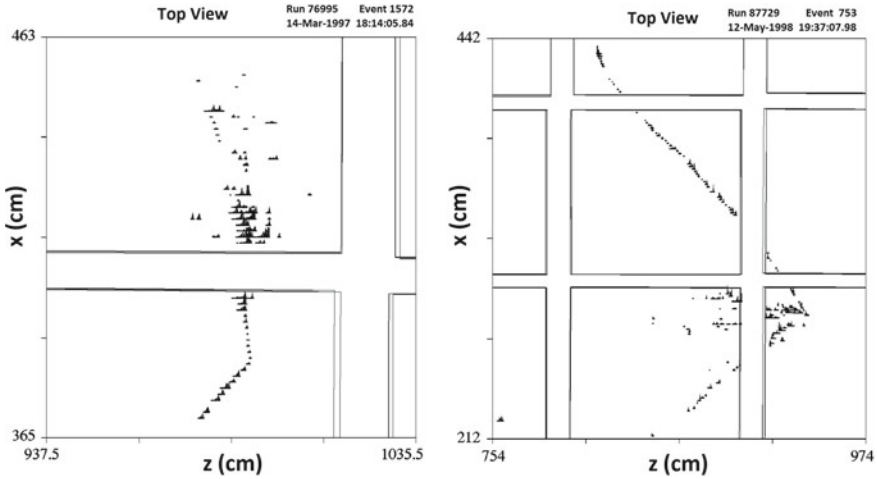 Top View
Run 76995 Event 1572
14-Mar-1997 18:14:05.84
463
x (cm)
365
937.5
z (cm)
1035.5
Top View
Run 87729 Event 753
12-May-1998 19:37:07.98
442
x (cm)
212
754
z (cm)
974